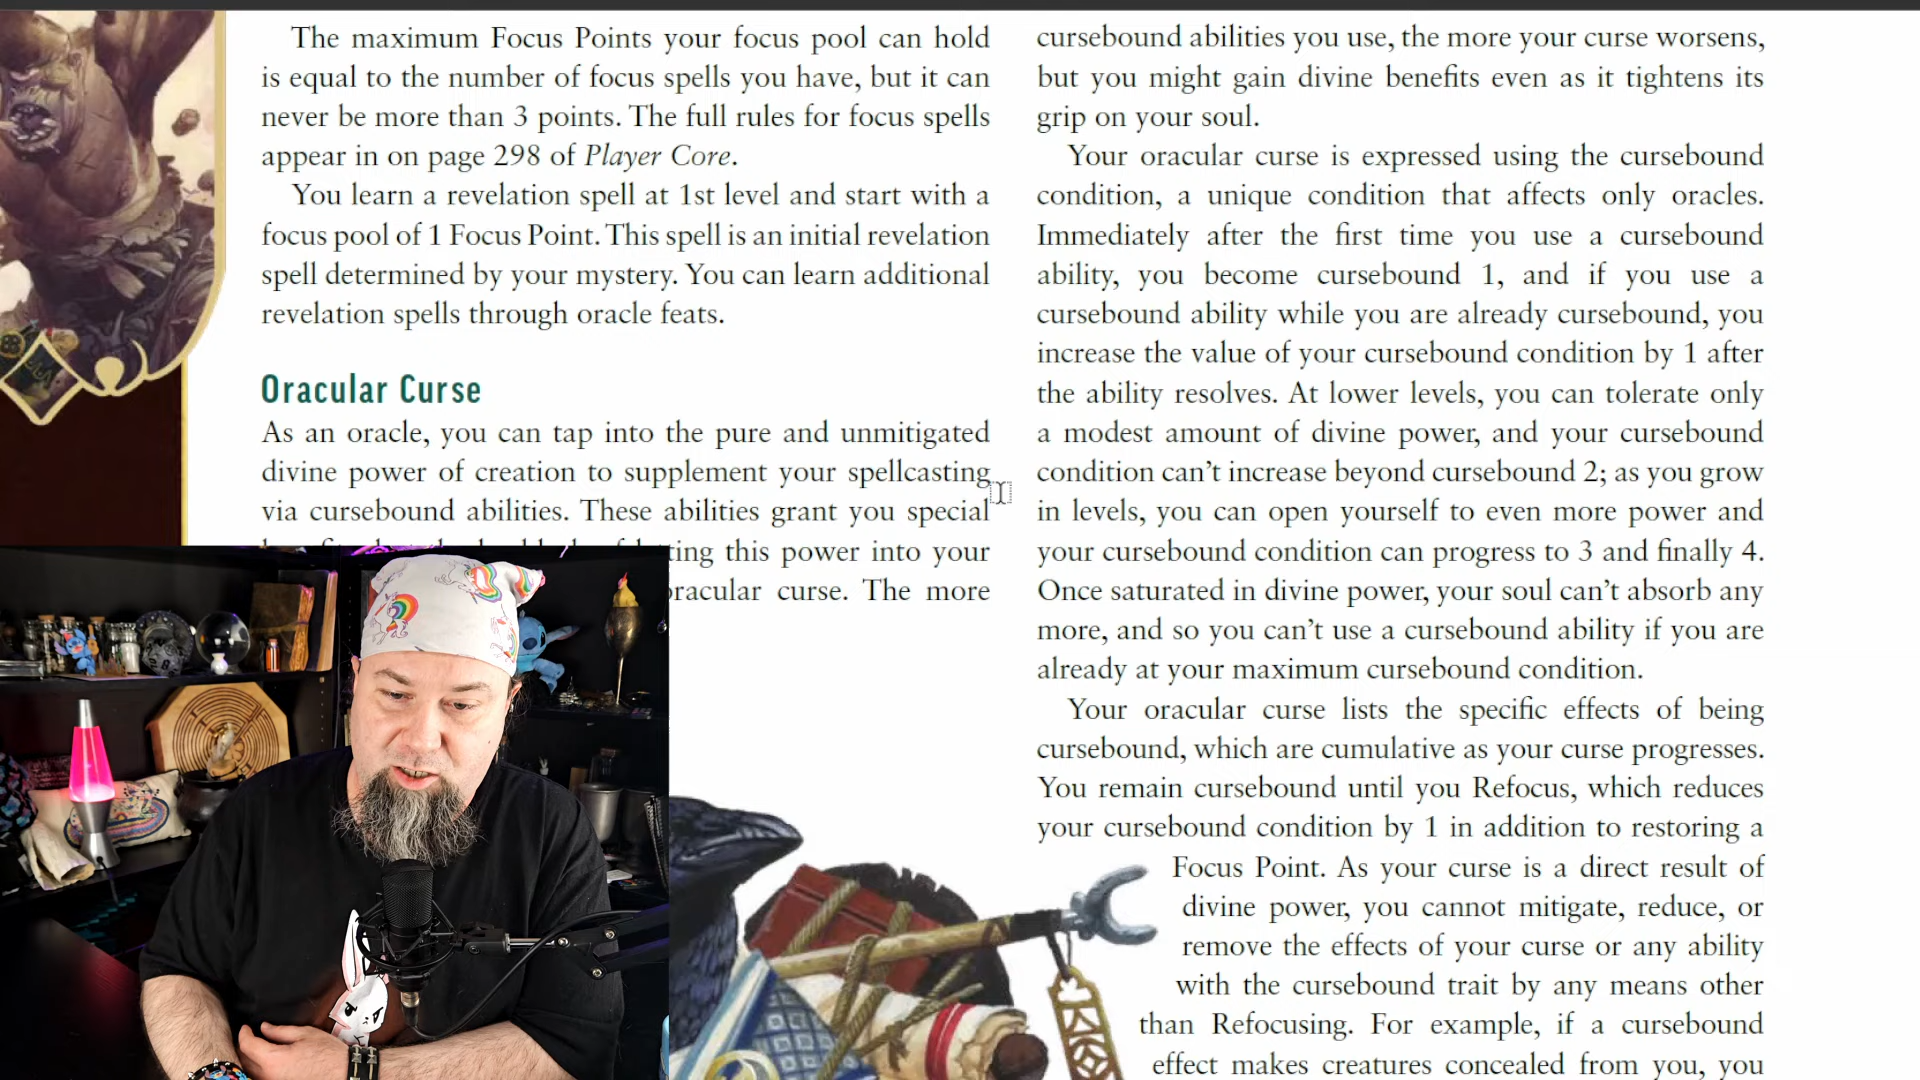 The maximum Focus Points your focus pool can hold
is equal to the number of focus spells you have, but it can
never be more than 3 points. The full rules for focus spells
appear in on page 298 of Player Core.
You learn a revelation spell at 1st level and start with a
focus pool of 1 Focus Point. This spell is an initial revelation
spell determined by your mystery. You can learn additional
revelation spells through oracle feats.
Oracular Curse
As an oracle, you can tap into the pure and unmitigated
divine power of creation to supplement your spellcasting
via cursebound abilities. These abilities grant you special
this power into your
oracular curse. The more
cursebound abilities you use, the more your curse worsens,
but you might gain divine benefits even as it tightens its
grip on your soul.
Your oracular curse is expressed using the cursebound
condition, a unique condition that affects only oracles.
Immediately after the first time you use a cursebound
ability, you become cursebound 1, and if you use a
cursebound ability while you are already cursebound, you
increase the value of your cursebound condition by 1 after
the ability resolves. At lower levels, you can tolerate only
a modest amount of divine power, and your cursebound
condition can't increase beyond cursebound 2; as you grow
in levels, you can open yourself to even more power and
your cursebound condition can progress to 3 and finally 4.
Once saturated in divine power, your soul can't absorb any
more, and so you can't use a cursebound ability if you are
already at your maximum cursebound condition.
Your oracular curse lists the specific effects of being
cursebound, which are cumulative as your curse progresses.
You remain cursebound until you Refocus, which reduces
your cursebound condition by 1 in addition to restoring a
Focus Point. As your curse is a direct result of
divine power, you cannot mitigate, reduce, or
remove the effects of your curse or any ability
with the cursebound trait by any means other
than Refocusing. For example, if a cursebound
effect makes creatures concealed from you, you